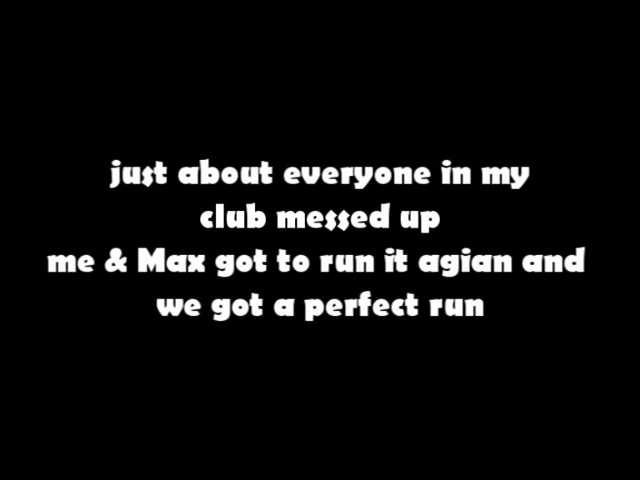 just about everyone in my
club messed up
me & Max got to run it agian and
we got a perfect run